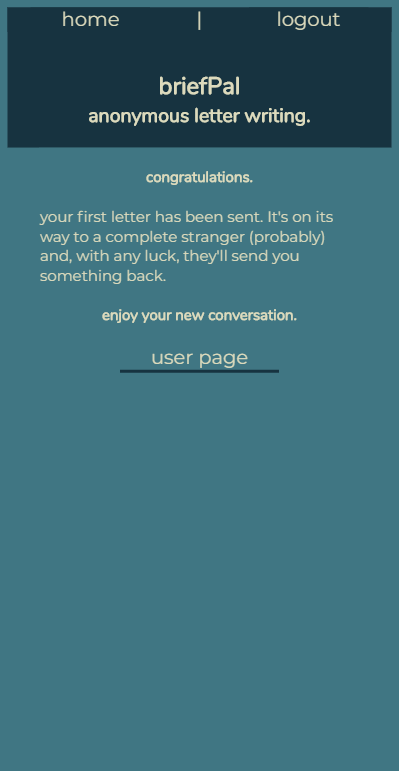 home | logout
briefPal
anonymous letter writing.
congratulations.
your first letter has been sent. It's on its
way to a complete stranger (probably)
and, with any luck, they'll send you
something back.
enjoy your new conversation.
user page